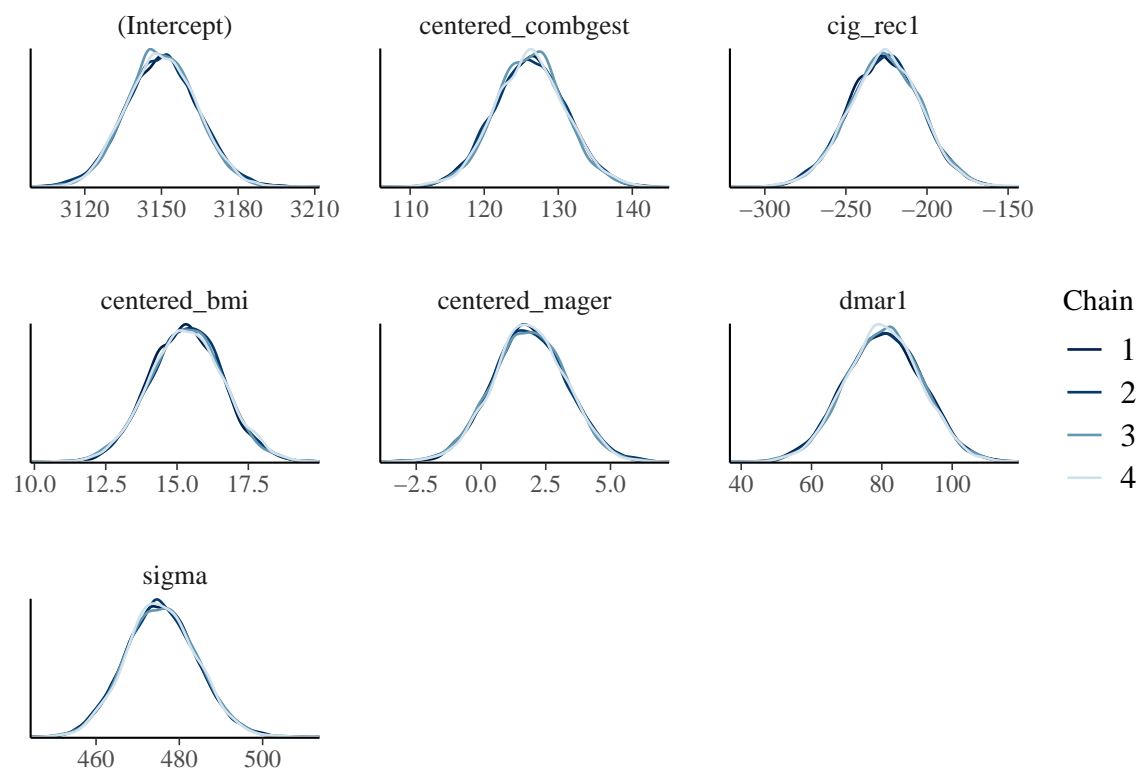 (Intercept) centered_combgest cig_rec1
3120 3150 3180 3210 110 120 130 140 −300 −250 −200 −150
centered_bmi centered_mager dmar1 Chain
1
2
3
4
10.0 12.5 15.0 17.5 −2.5 0.0 2.5 5.0 40 60 80 100
sigma
460 480 500